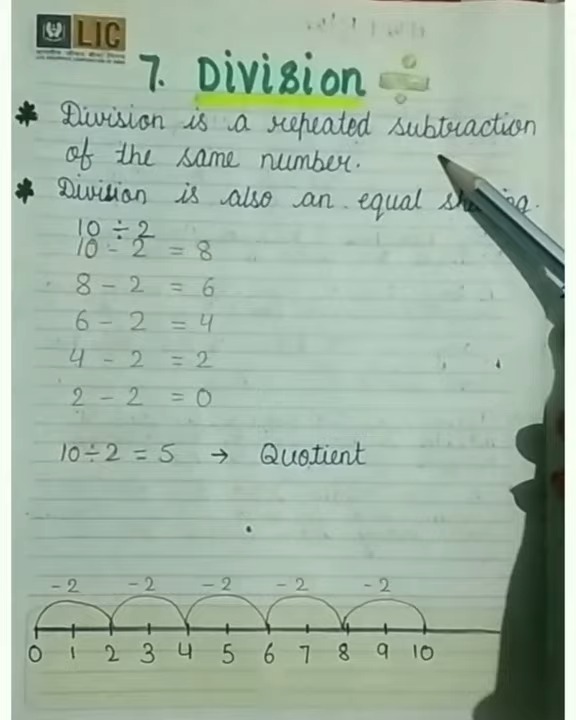 LIC
7. Division ÷
* Division is a repeated subtraction
of the same number.
* Division is also an equal
10 ÷ 2
10 - 2 = 8
8 - 2 = 6
6 - 2 = 4
4 - 2 = 2
2 - 2 = 0
10 ÷ 2 = 5 → Quotient
-2 -2 -2 -2 -2
0 1 2 3 4 5 6 7 8 9 10